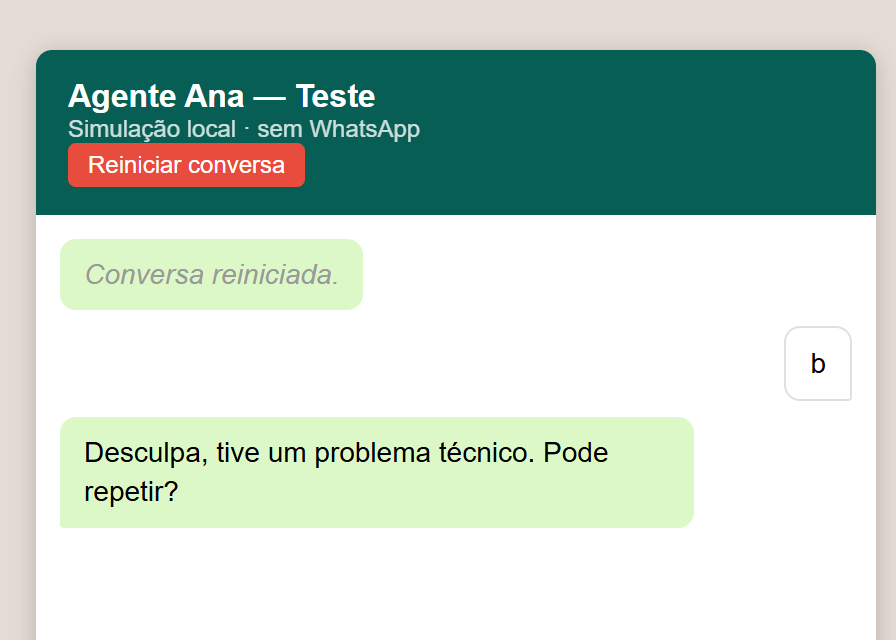 Agente Ana — Teste
Simulação local · sem WhatsApp
Reiniciar conversa
Conversa reiniciada.
b
Desculpa, tive um problema técnico. Pode
repetir?